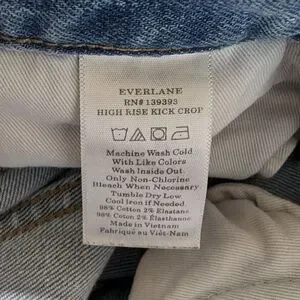 EVERLANE
RN# 139393
HIGH RISE KICK CROP
Machine Wash Cold
With Like Colors
Wash Inside Out
Only Non-Chlorine
Bleach When Necessary
Tumble Dry Low
Cool Iron if Needed
98% Cotton 2% Elastane
98% Coton 2% Élasthanne
Made in Vietnam
Fabriqué au Viêt-Nam